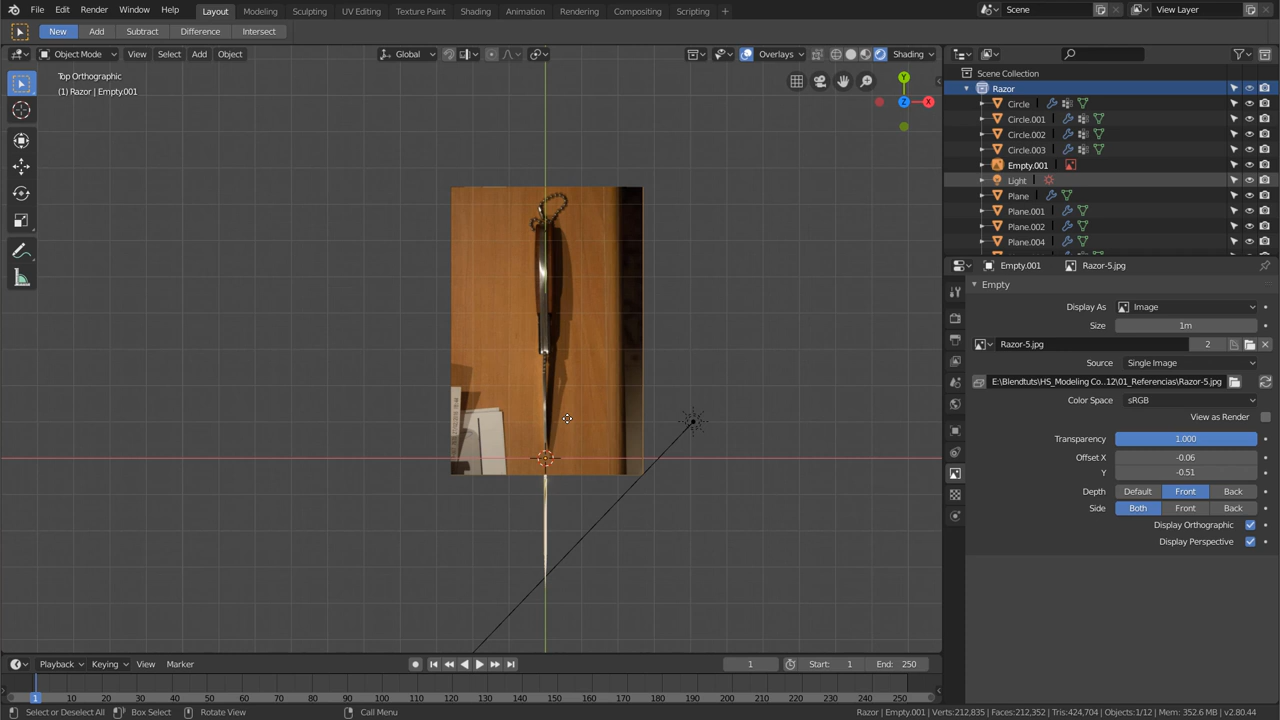 File Edit Render Window Help Layout Modeling Sculpting UV Editing Texture Paint Shading Animation Rendering Compositing Scripting Scene View Layer
New Add Subtract Difference Intersect
Object Mode View Select Add Object Global Overlays Shading
Top Orthographic
(1) Razor | Empty.001
Y
Z X
Scene Collection
Razor
Circle
Circle.001
Circle.002
Circle.003
Empty.001
Light
Plane
Plane.001
Plane.002
Plane.004
Empty.001 Razor-5.jpg
Empty
Display As Image
Size 1m
Razor-5.jpg 2
Source Single Image
E:\Blendtuts\HS_Modeling Co..12\01_Referencias\Razor-5.jpg
Color Space sRGB
View as Render
Transparency 1.000
Offset X -0.06
Y -0.51
Depth Default Front Back
Side Both Front Back
Display Orthographic
Display Perspective
Playback Keying View Marker 1 Start: 1 End: 250
1 10 20 30 40 50 60 70 80 90 100 110 120 130 140 150 160 170 180 190 200 210 220 230 240 250
Select or Deselect All Box Select Rotate View Call Menu Razor | Empty.001 | Verts:212,835 | Faces:212,352 | Tris:424,704 | Objects:1/12 | Mem: 352.6 MB | v2.80.44